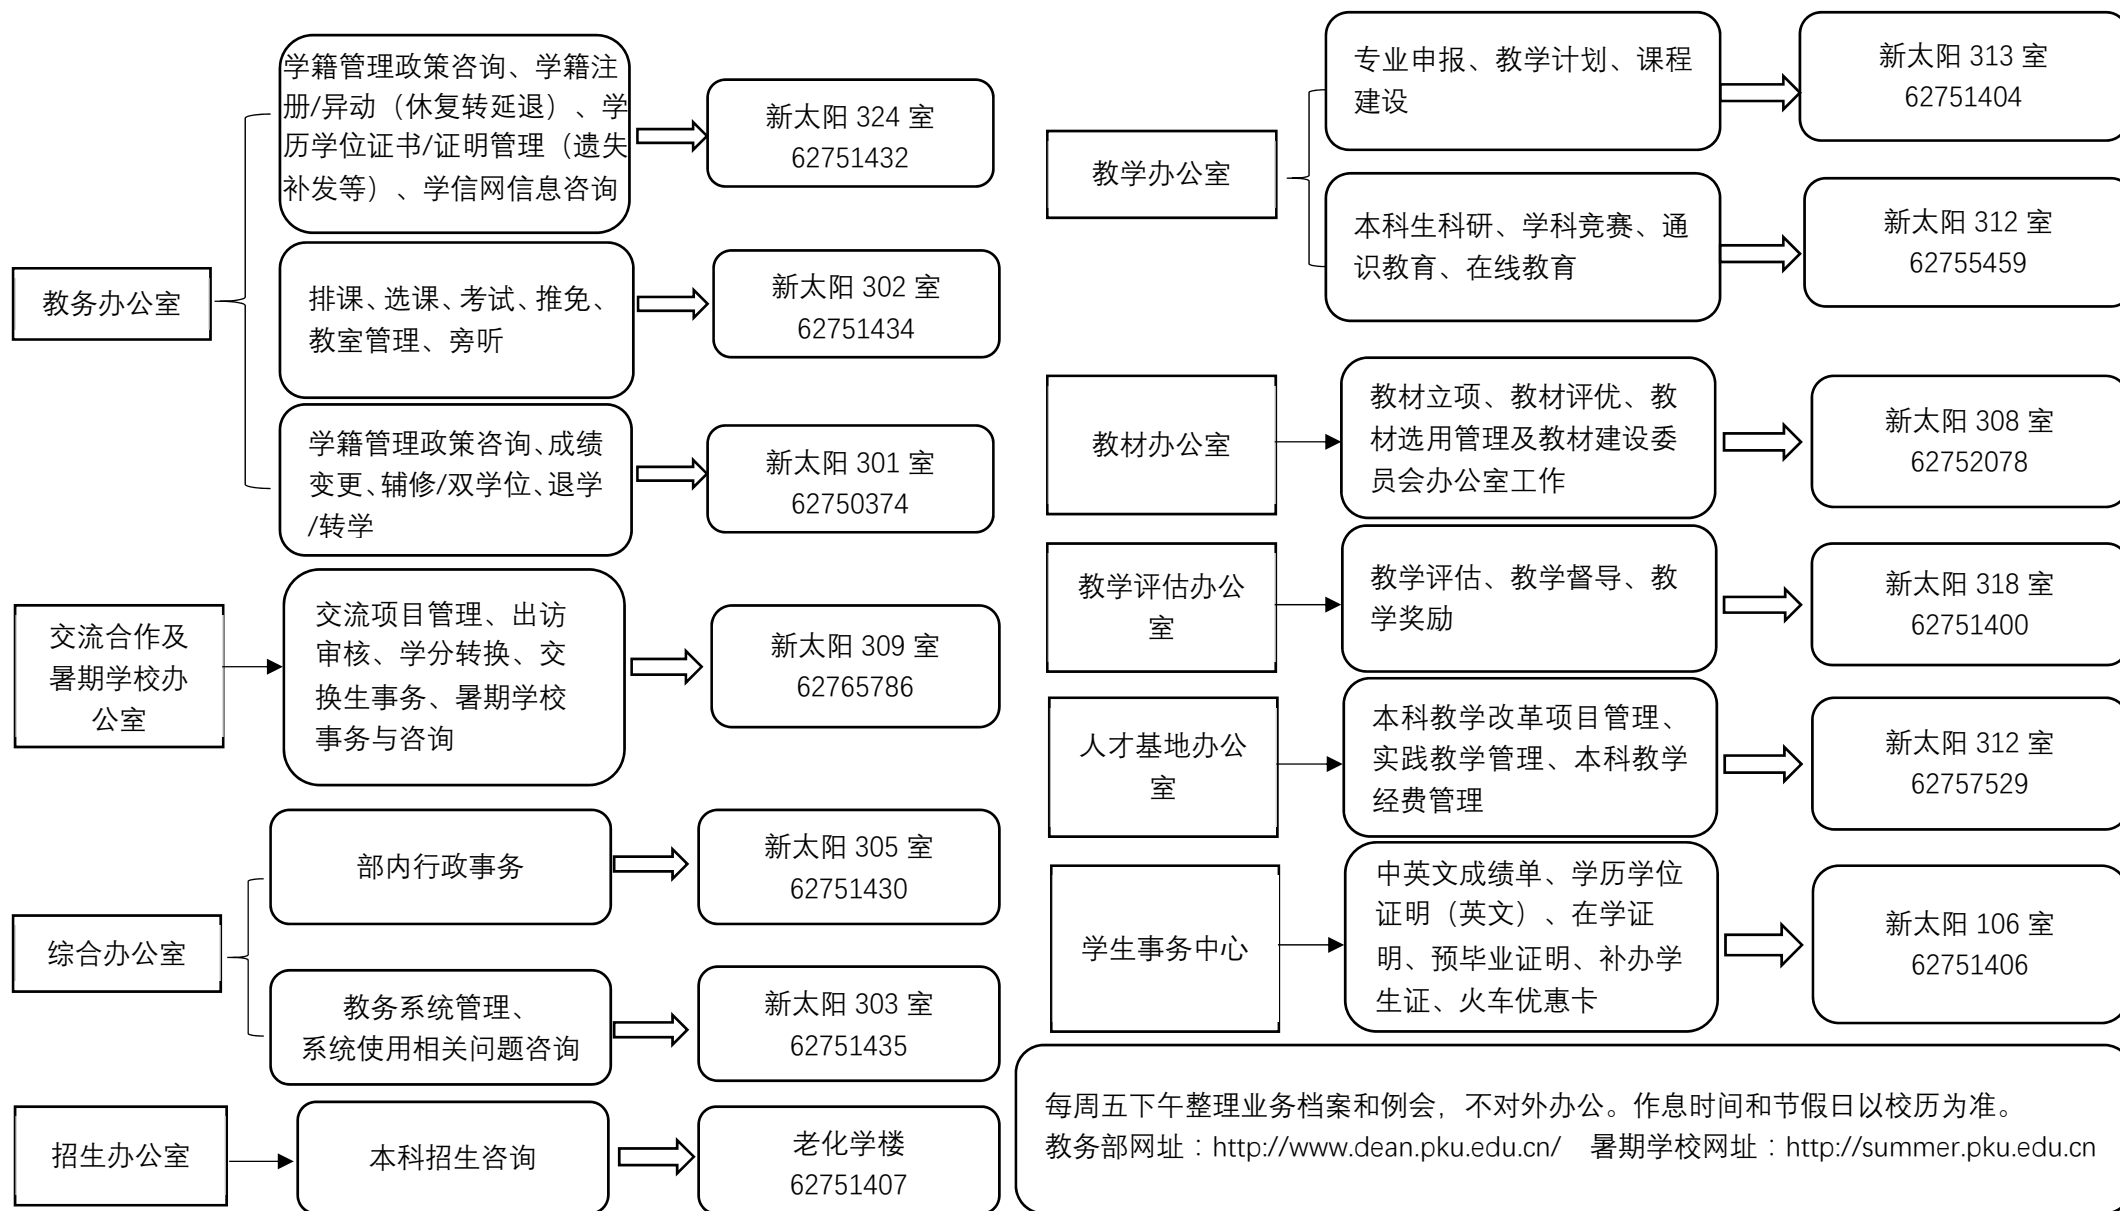 教务办公室
学籍管理政策咨询、学籍注
册/异动（休复转延退）、学
历学位证书/证明管理（遗失
补发等）、学信网信息咨询
新太阳 324 室
62751432
排课、选课、考试、推免、
教室管理、旁听
新太阳 302 室
62751434
学籍管理政策咨询、成绩
变更、辅修/双学位、退学
/转学
新太阳 301 室
62750374
交流合作及
暑期学校办
公室
交流项目管理、出访
审核、学分转换、交
换生事务、暑期学校
事务与咨询
新太阳 309 室
62765786
综合办公室
部内行政事务
新太阳 305 室
62751430
教务系统管理、
系统使用相关问题咨询
新太阳 303 室
62751435
招生办公室
本科招生咨询
老化学楼
62751407
教学办公室
专业申报、教学计划、课程
建设
新太阳 313 室
62751404
本科生科研、学科竞赛、通
识教育、在线教育
新太阳 312 室
62755459
教材办公室
教材立项、教材评优、教
材选用管理及教材建设委
员会办公室工作
新太阳 308 室
62752078
教学评估办公
室
教学评估、教学督导、教
学奖励
新太阳 318 室
62751400
人才基地办公
室
本科教学改革项目管理、
实践教学管理、本科教学
经费管理
新太阳 312 室
62757529
学生事务中心
中英文成绩单、学历学位
证明（英文）、在学证
明、预毕业证明、补办学
生证、火车优惠卡
新太阳 106 室
62751406
每周五下午整理业务档案和例会，不对外办公。作息时间和节假日以校历为准。
教务部网址：http://www.dean.pku.edu.cn/ 暑期学校网址：http://summer.pku.edu.cn